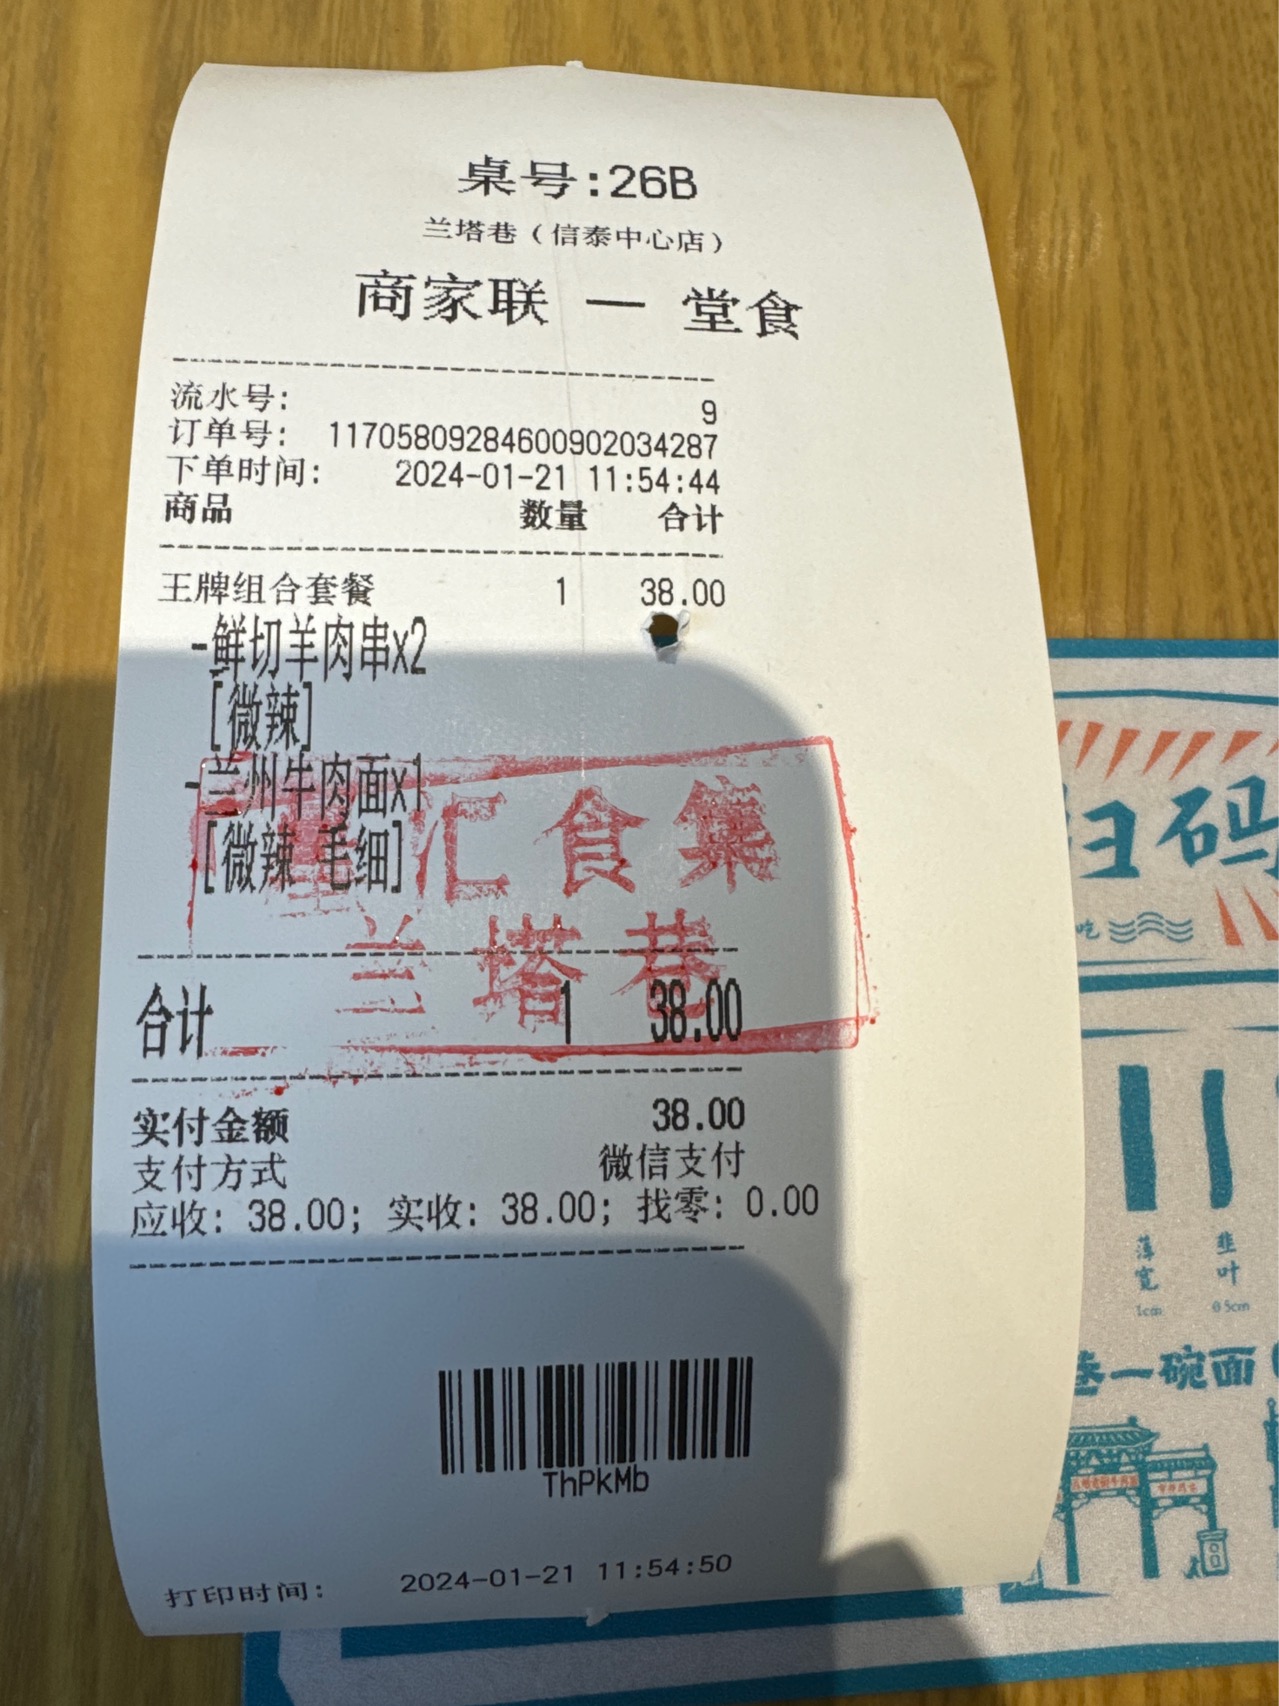 桌号:26B
兰塔巷（信泰中心店）
商家联 — 堂食
流水号: 9
订单号: 11705809284600902034287
下单时间: 2024-01-21 11:54:44
商品 数量 合计
王牌组合套餐 1 38.00
-鲜切羊肉串x2
[微辣]
-兰州牛肉面x1
[微辣 毛细]
汇食集
兰塔巷
合计 1 38.00
实付金额 38.00
支付方式 微信支付
应收: 38.00; 实收: 38.00; 找零: 0.00
ThPkMb
打印时间: 2024-01-21 11:54:50
扫码
吃
薄宽
1cm
韭叶
0.5cm
巷一碗面